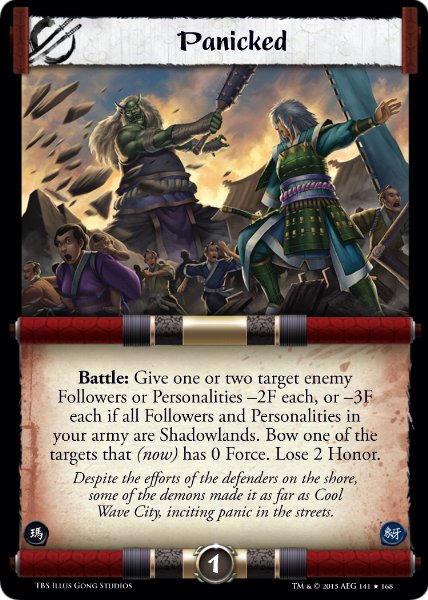 Panicked
Battle: Give one or two target enemy
Followers or Personalities –2F each, or –3F
each if all Followers and Personalities in
your army are Shadowlands. Bow one of the
targets that (now) has 0 Force. Lose 2 Honor.
Despite the efforts of the defenders on the shore,
some of the demons made it as far as Cool
Wave City, inciting panic in the streets.
瑪
象牙
1
TBS ILLUS GONG STUDIOS
TM & © 2015 AEG 141 ★ 168